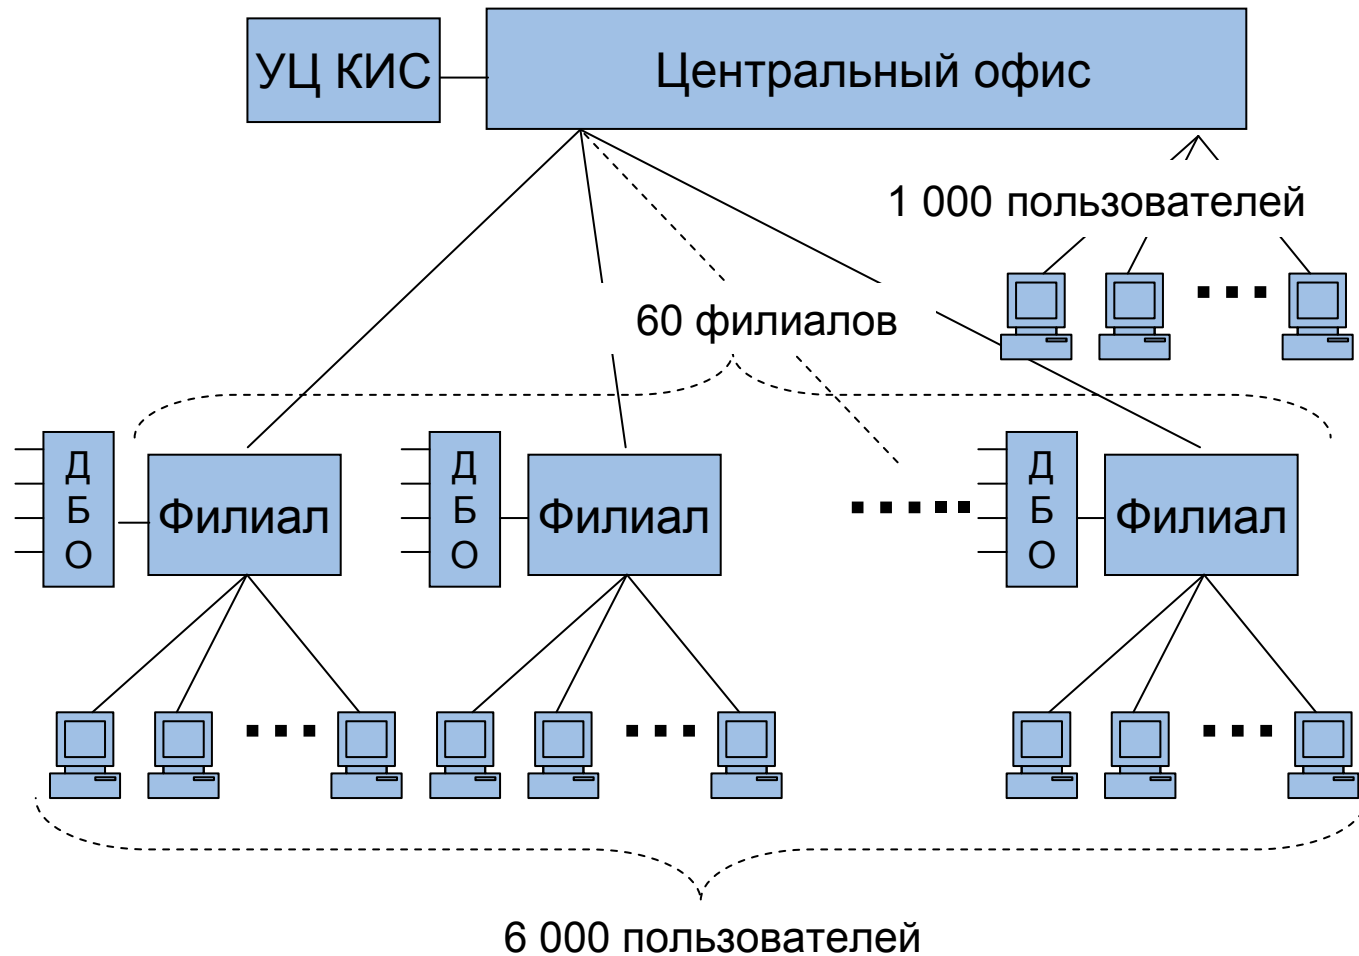 УЦ КИС
Центральный офис
1 000 пользователей
60 филиалов
Д
Б
О
Филиал
Д
Б
О
Филиал
Д
Б
О
Филиал
6 000 пользователей